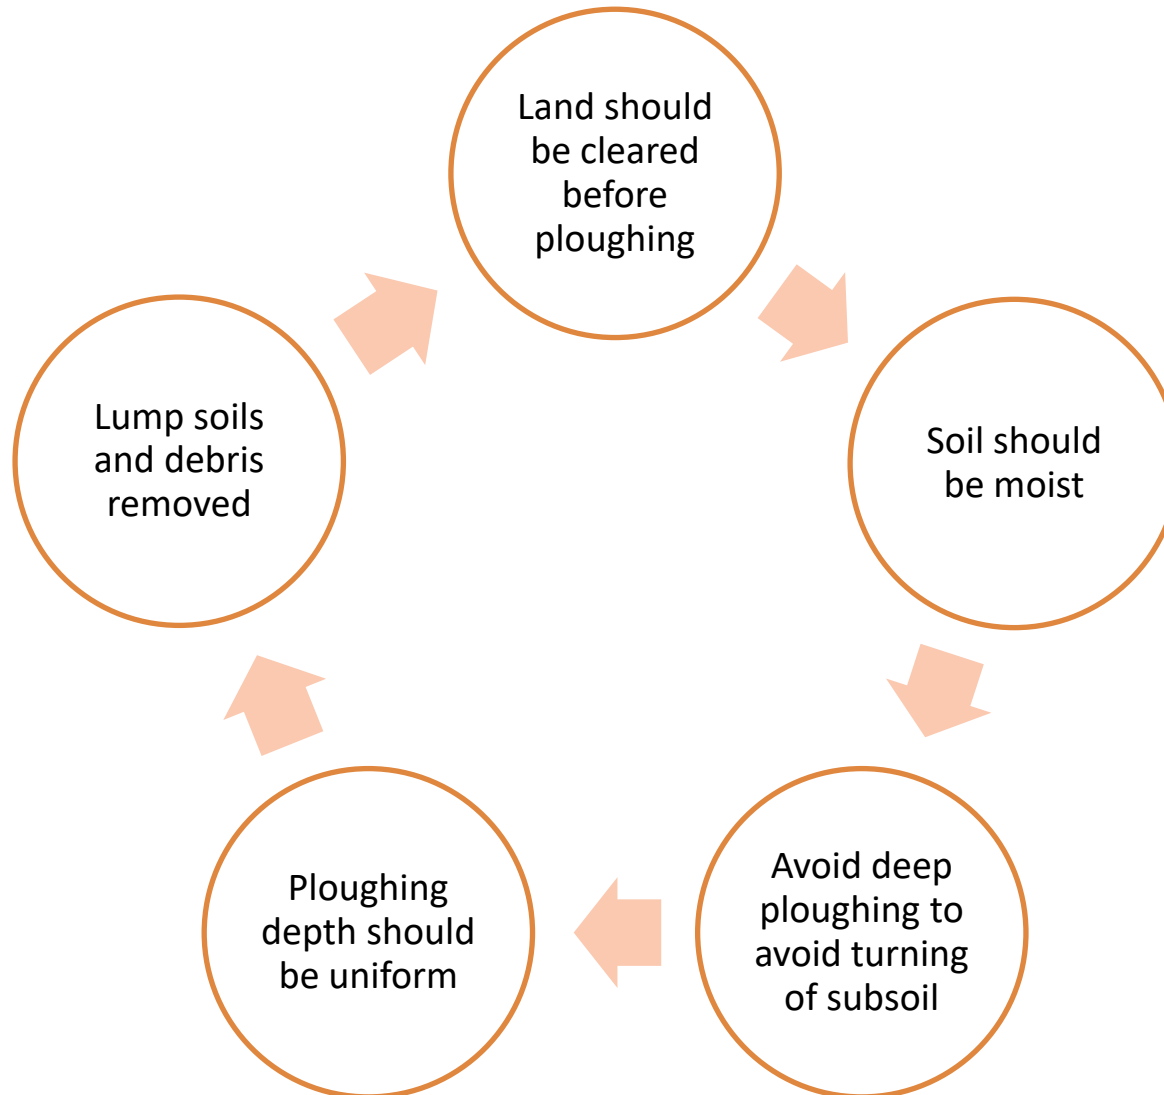 Land should
be cleared
before
ploughing
Soil should
be moist
Avoid deep
ploughing to
avoid turning
of subsoil
Ploughing
depth should
be uniform
Lump soils
and debris
removed